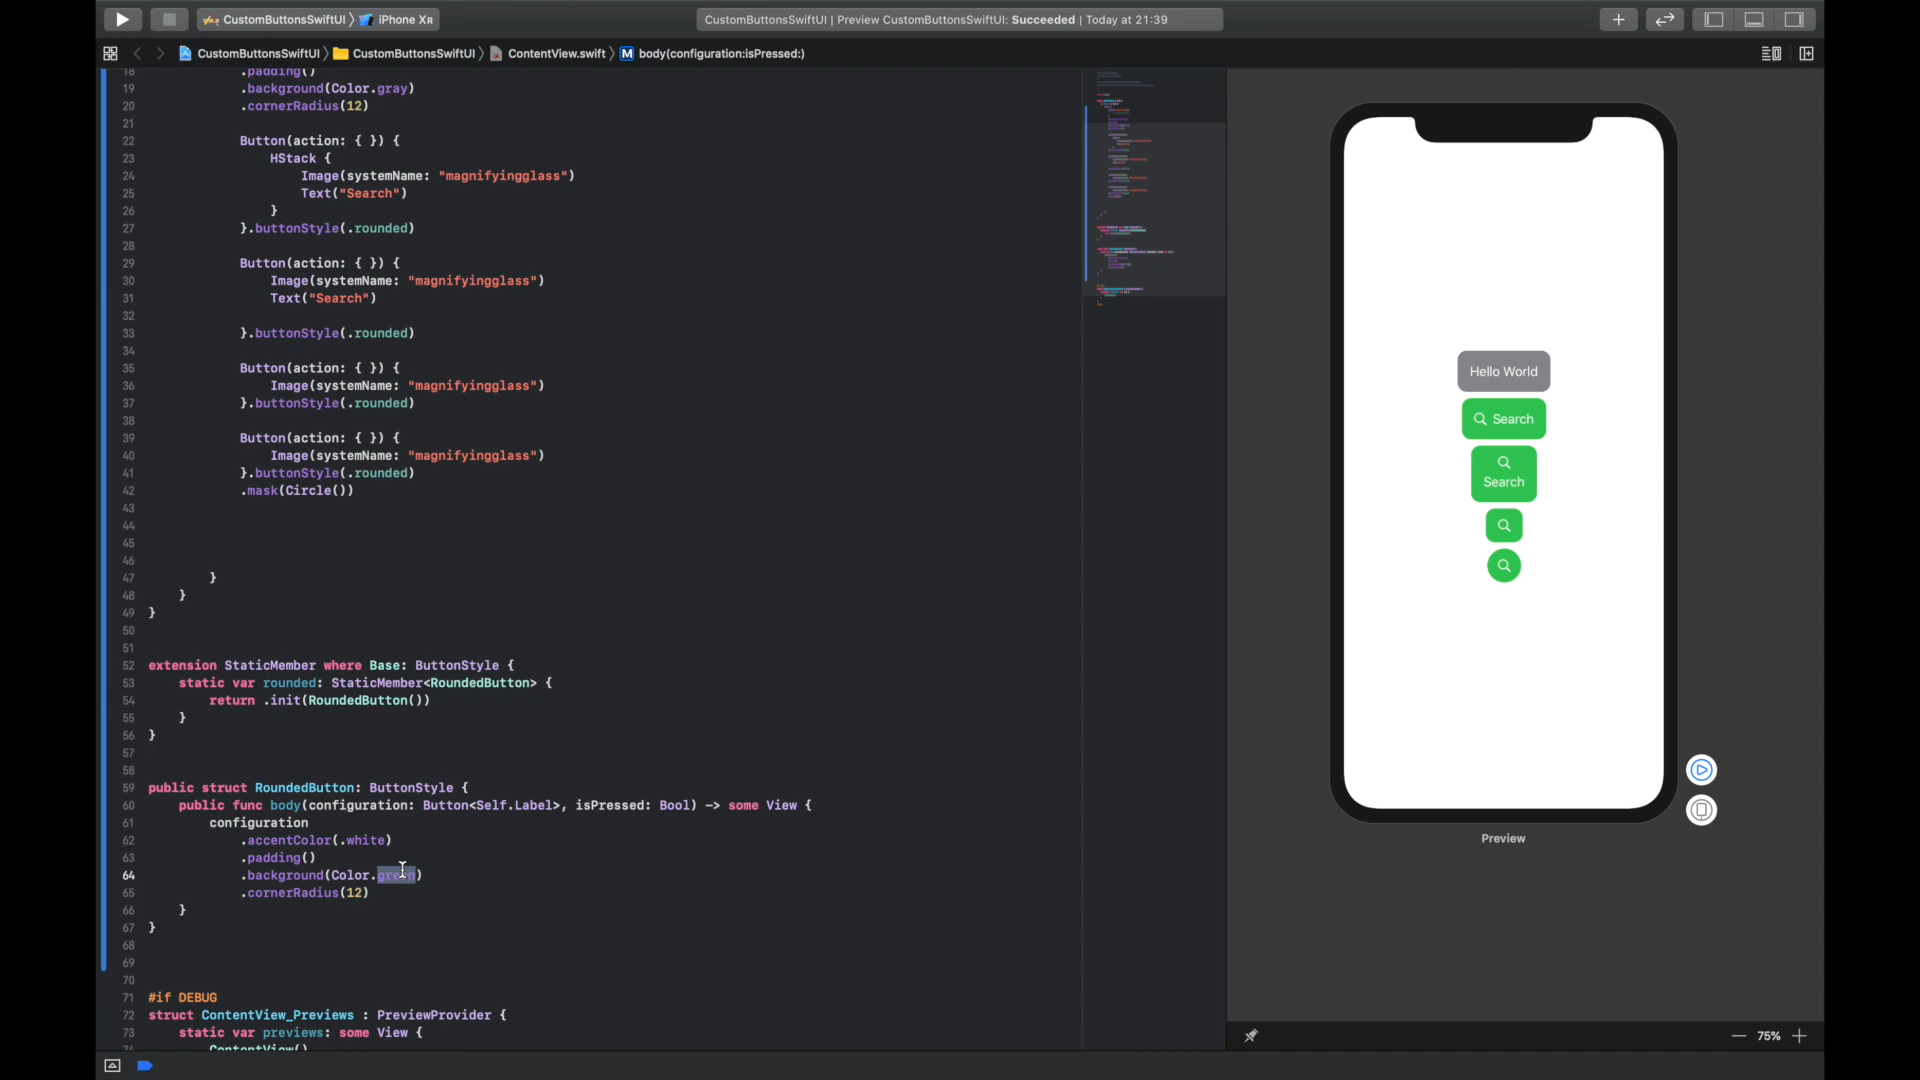 CustomButtonsSwiftUI iPhone XR
CustomButtonsSwiftUI | Preview CustomButtonsSwiftUI: Succeeded | Today at 21:39
CustomButtonsSwiftUI CustomButtonsSwiftUI ContentView.swift M body(configuration:isPressed:)
18 .padding()
19 .background(Color.gray)
20 .cornerRadius(12)
21
22 Button(action: { }) {
23 HStack {
24 Image(systemName: "magnifyingglass")
25 Text("Search")
26 }
27 }.buttonStyle(.rounded)
28
29 Button(action: { }) {
30 Image(systemName: "magnifyingglass")
31 Text("Search")
32
33 }.buttonStyle(.rounded)
34
35 Button(action: { }) {
36 Image(systemName: "magnifyingglass")
37 }.buttonStyle(.rounded)
38
39 Button(action: { }) {
40 Image(systemName: "magnifyingglass")
41 }.buttonStyle(.rounded)
42 .mask(Circle())
43
44
45
46
47 }
48 }
49 }
50
51
52 extension StaticMember where Base: ButtonStyle {
53 static var rounded: StaticMember<RoundedButton> {
54 return .init(RoundedButton())
55 }
56 }
57
58
59 public struct RoundedButton: ButtonStyle {
60 public func body(configuration: Button<Self.Label>, isPressed: Bool) -> some View {
61 configuration
62 .accentColor(.white)
63 .padding()
64 .background(Color.green)
65 .cornerRadius(12)
66 }
67 }
68
69
70
71 #if DEBUG
72 struct ContentView_Previews : PreviewProvider {
73 static var previews: some View {
74 ContentView()
Hello World
Search
Search
Preview
75%